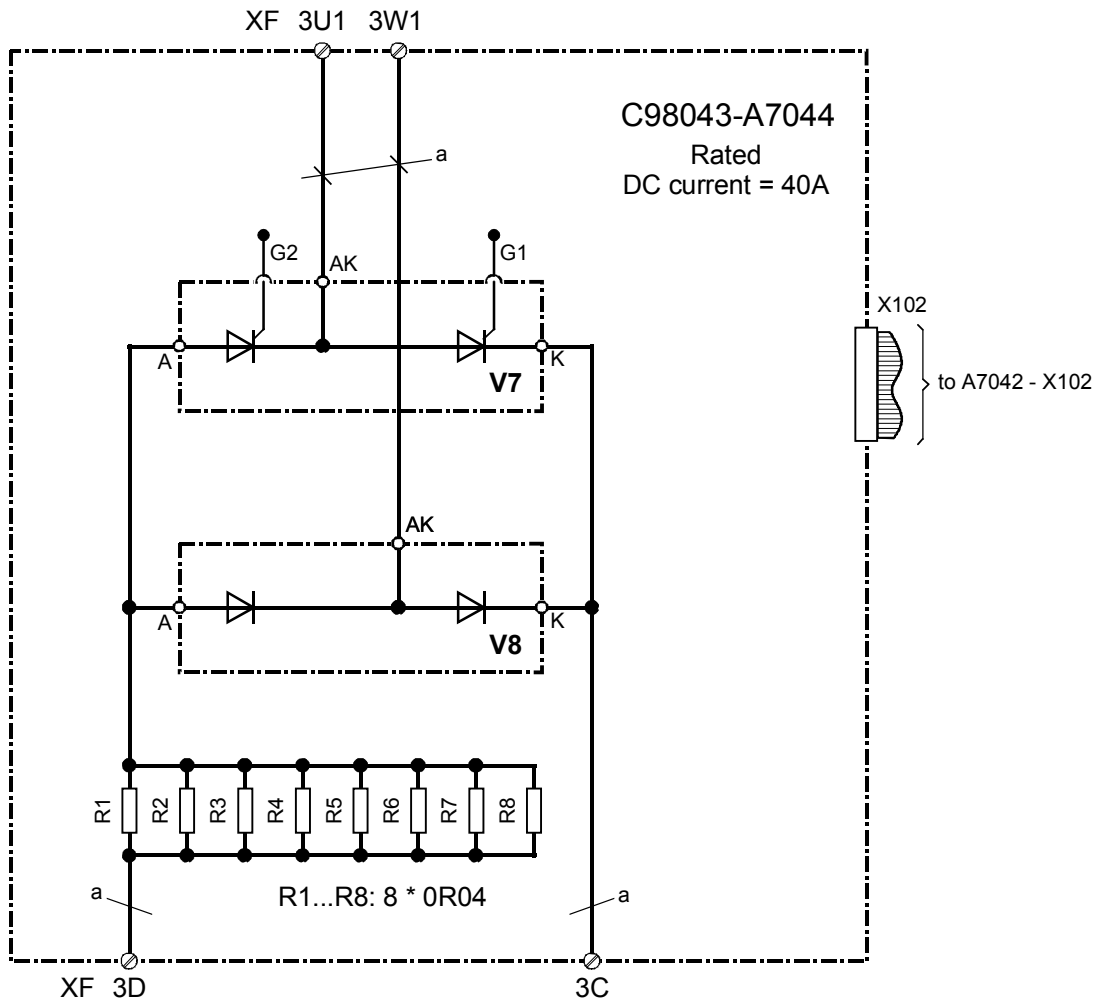 XF 3U1 3W1
C98043-A7044
Rated
DC current = 40A
a
G2
G1
AK
X102
A
K
V7
to A7042 - X102
AK
A
K
V8
R1 R2 R3 R4 R5 R6 R7 R8
a
R1...R8: 8 * 0R04
a
XF 3D
3C